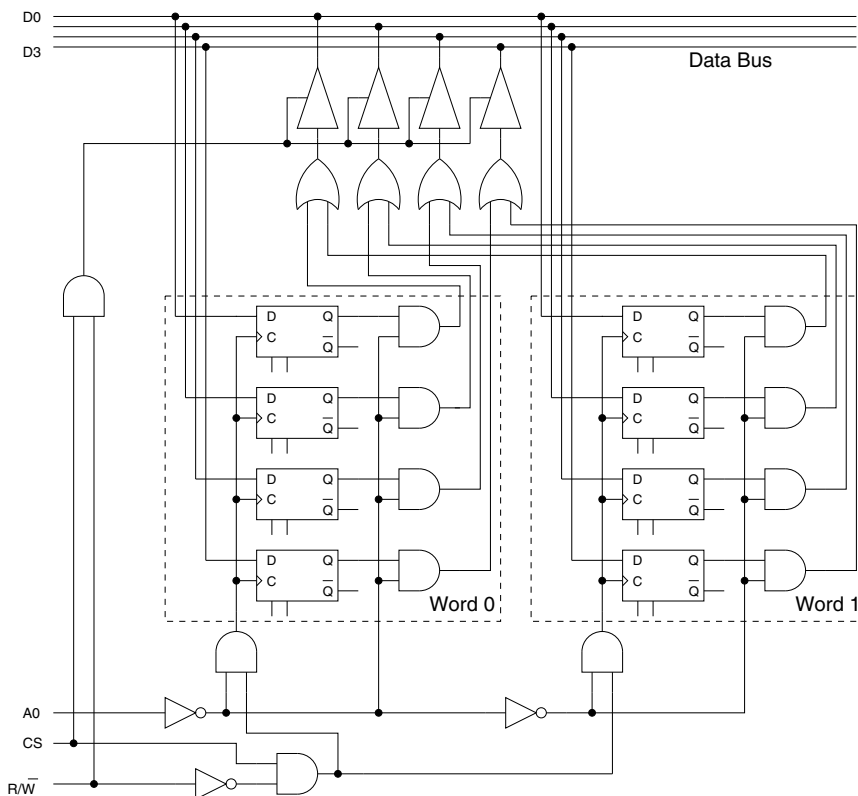 D0
D3
Data Bus
D Q D Q
C Q̅ C Q̅
D Q D Q
C Q̅ C Q̅
D Q D Q
C Q̅ C Q̅
D Q D Q
C Q̅ C Q̅
Word 0 Word 1
A0
CS
R/W̅